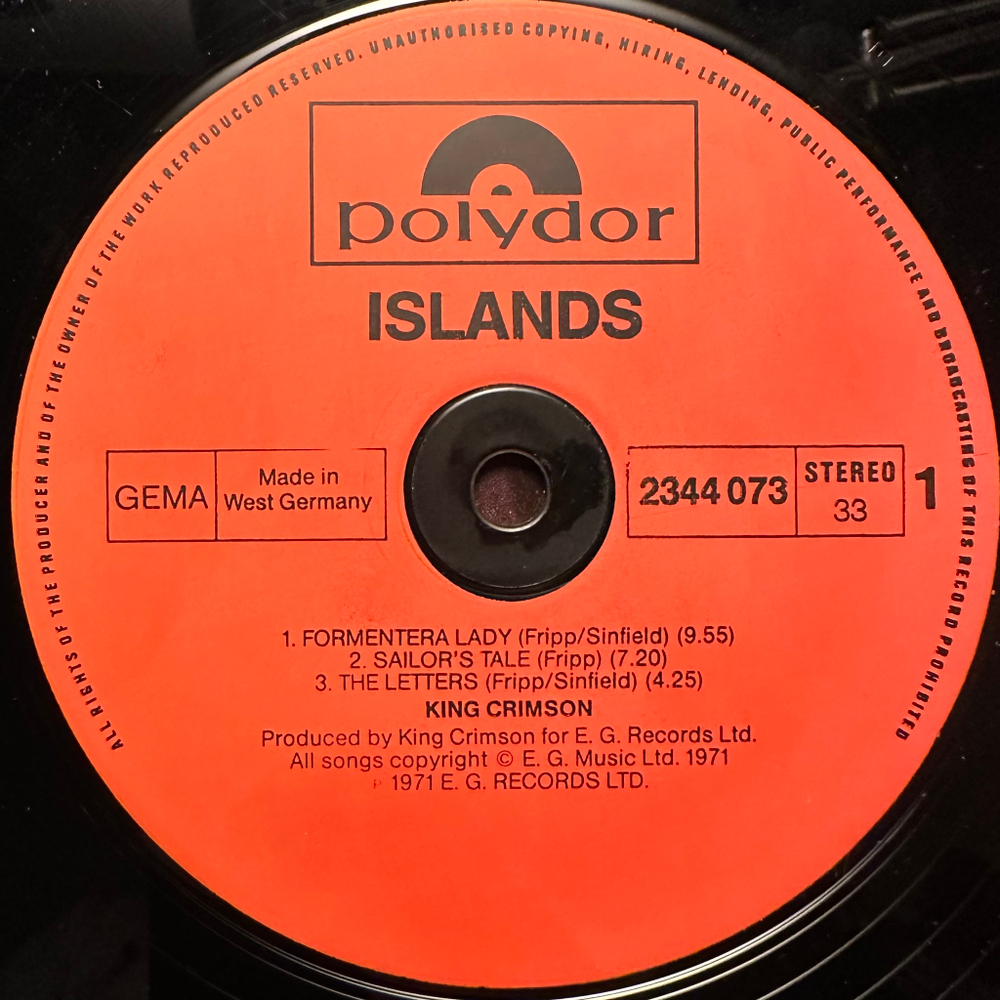 ALL RIGHTS OF THE PRODUCER AND OF THE OWNER OF THE WORK REPRODUCED RESERVED. UNAUTHORISED COPYING, HIRING, LENDING, PUBLIC PERFORMANCE AND BROADCASTING OF THIS RECORD PROHIBITED
polydor
ISLANDS
GEMA
Made in
West Germany
2344 073
STEREO
33
1
1. FORMENTERA LADY (Fripp/Sinfield) (9.55)
2. SAILOR'S TALE (Fripp) (7.20)
3. THE LETTERS (Fripp/Sinfield) (4.25)
KING CRIMSON
Produced by King Crimson for E. G. Records Ltd.
All songs copyright © E. G. Music Ltd. 1971
℗ 1971 E. G. RECORDS LTD.